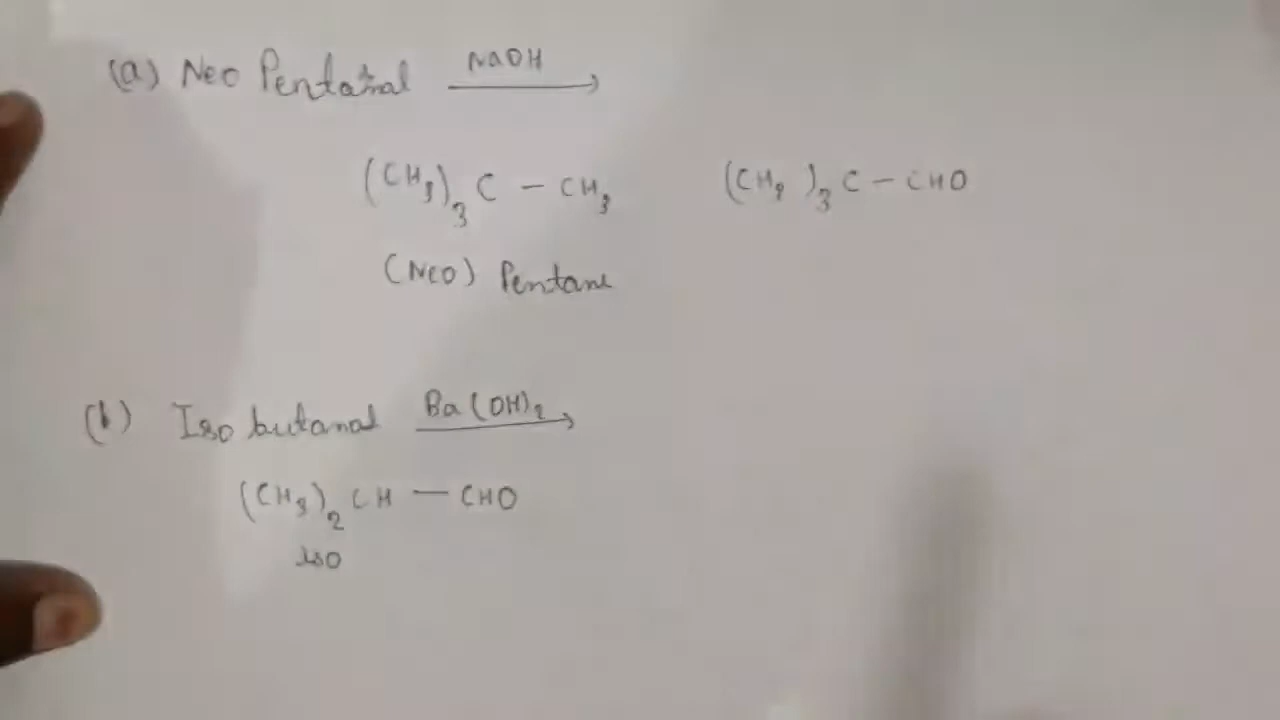 (a) Neo Pentanal NaOH
(CH3)3 C – CH3 (CH3)3 C – CHO
(Neo) Pentane
(b) Iso butanal Ba(OH)2
(CH3)2 CH — CHO
Iso